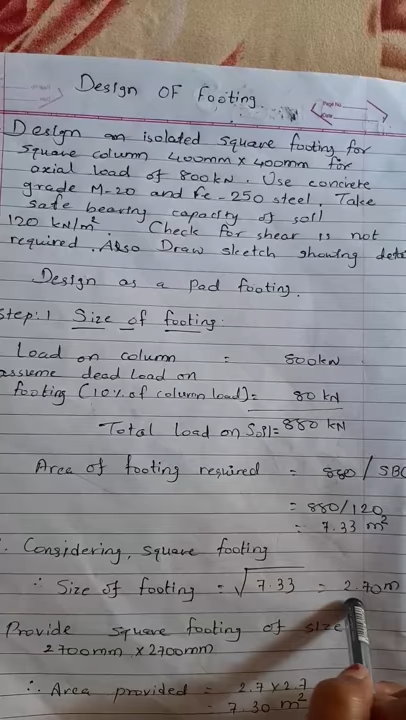 Design OF Footing.
Page No.
Date
Design an isolated square footing for
square column 400mm x 400mm for
axial load of 800kN. Use concrete
grade M-20 and Fe-250 steel. Take
safe bearing capacity of soil
120 kN/m². Check for shear is not
required. Also Draw sketch showing deta
Design as a pad footing.
Step:1 Size of footing:
Load on column = 800kN
assume dead load on
footing (10% of column load)= 80 kN
Total load on Soil= 880 kN
Area of footing required = 880/SBC
= 880/120
= 7.33 m²
Considering, square footing
∴ Size of footing = √7.33 = 2.70m
Provide square footing of size
2700mm x 2700mm
∴ Area provided = 2.7 x 2.7
= 7.30 m²